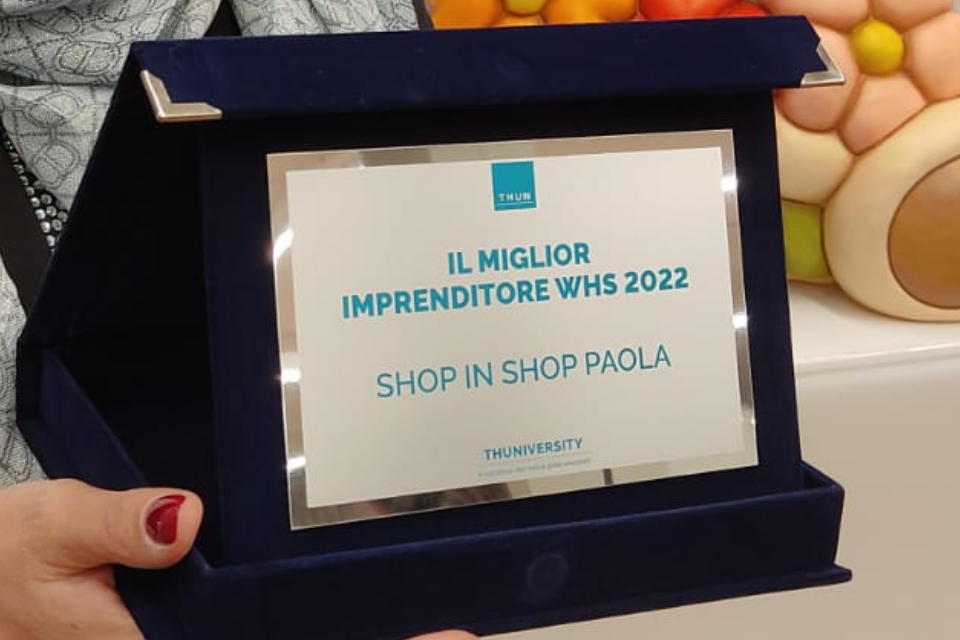 THUN
IL MIGLIOR
IMPRENDITORE WHS 2022
SHOP IN SHOP PAOLA
THUNIVERSITY